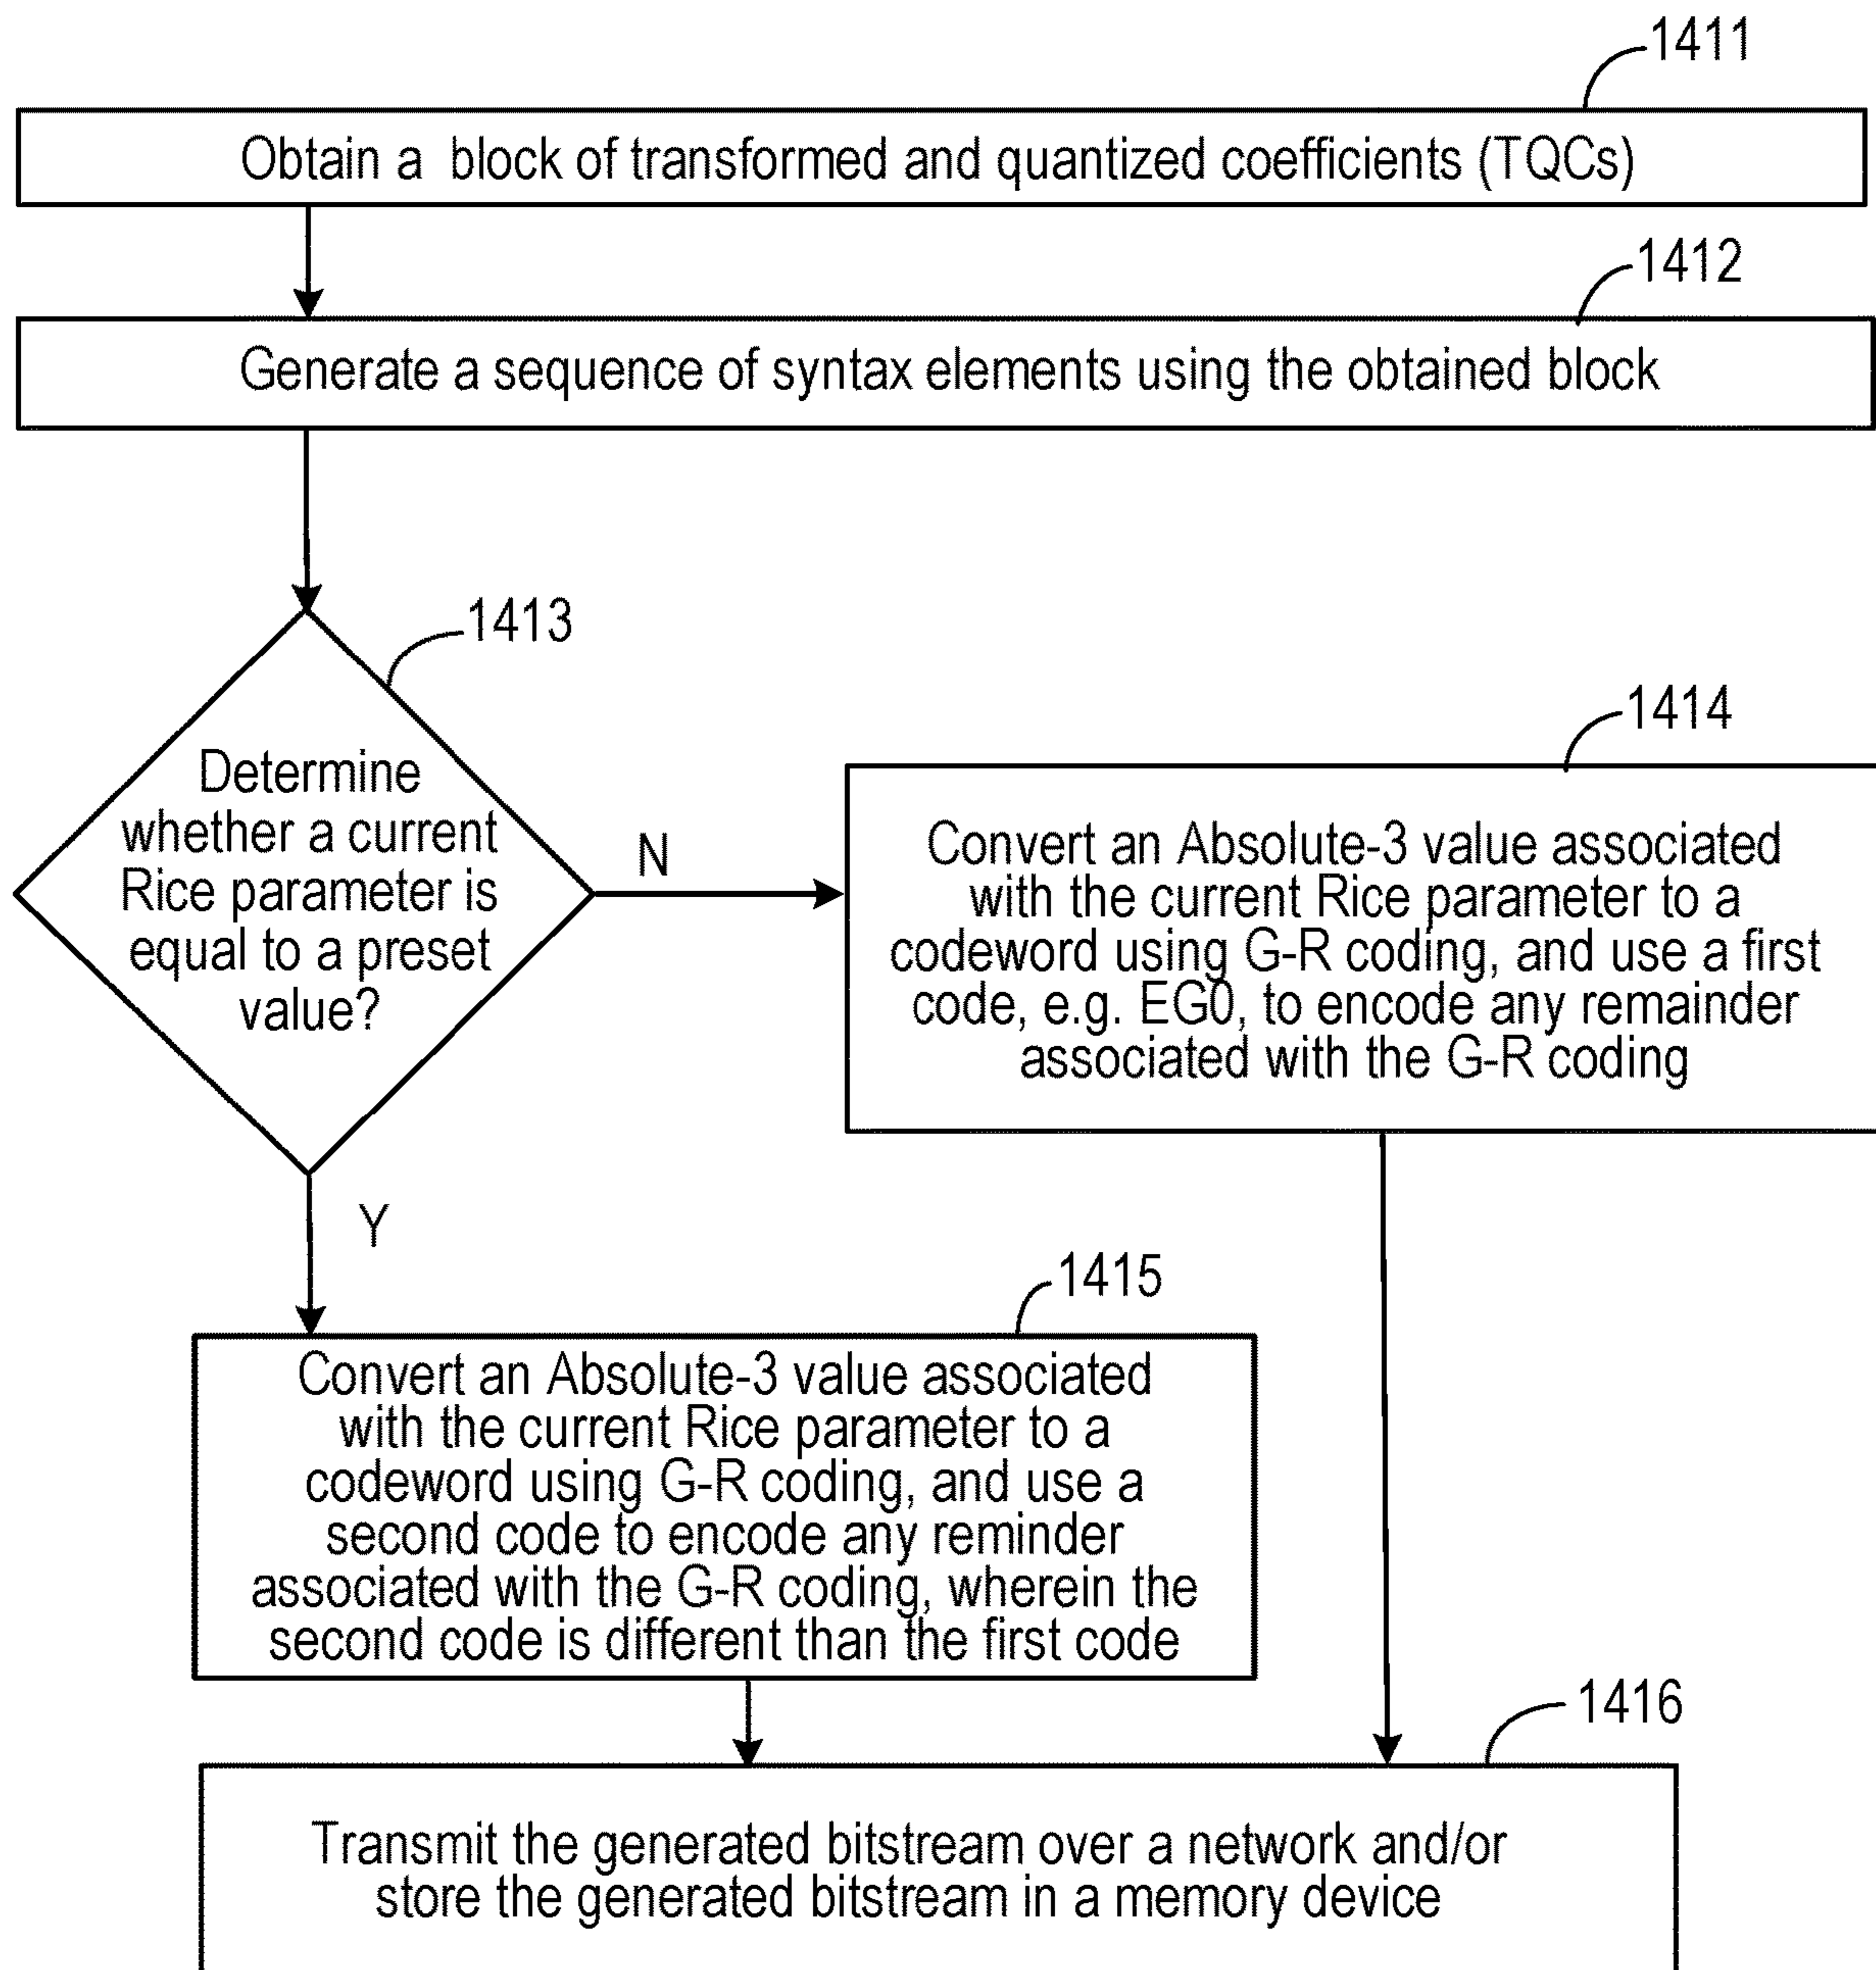 1411
Obtain a block of transformed and quantized coefficients (TQCs)
1412
Generate a sequence of syntax elements using the obtained block
1413
Determine
whether a current
Rice parameter is
equal to a preset
value?
N
1414
Convert an Absolute-3 value associated
with the current Rice parameter to a
codeword using G-R coding, and use a first
code, e.g. EG0, to encode any remainder
associated with the G-R coding
Y
1415
Convert an Absolute-3 value associated
with the current Rice parameter to a
codeword using G-R coding, and use a
second code to encode any reminder
associated with the G-R coding, wherein the
second code is different than the first code
1416
Transmit the generated bitstream over a network and/or
store the generated bitstream in a memory device